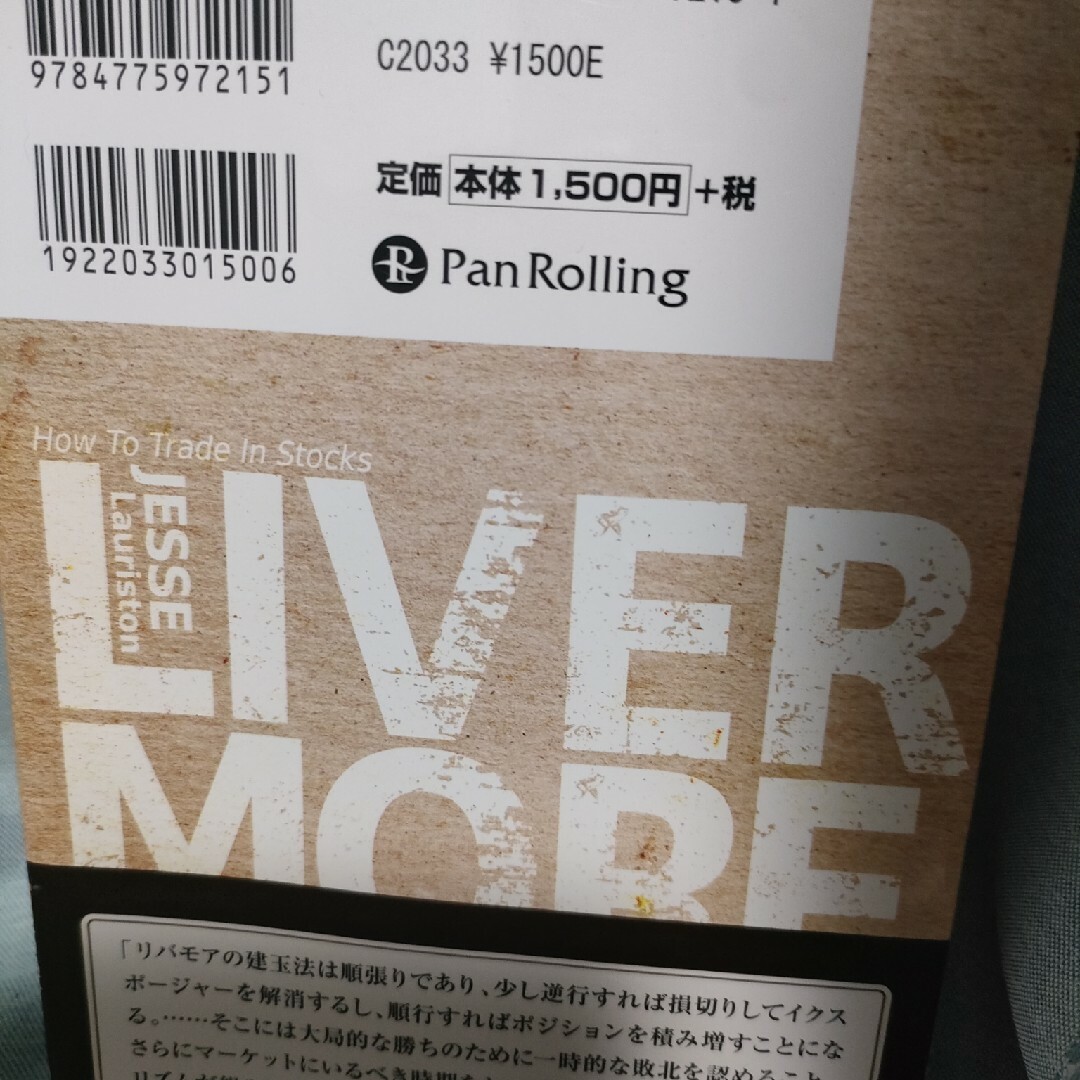 9784775972151
C2033 ¥1500E
1922033015006
定価 本体1,500円 +税
PanRolling
How To Trade In Stocks
JESSE
Lauriston
LIVER
MORE
「リバモアの建玉法は順張りであり、少し逆行すれば損切りしてイクス
ポージャーを解消するし、順行すればポジションを積み増すことにな
る。……そこには大局的な勝ちのために一時的な敗北を認めること、
さらにマーケットにいるべき時間